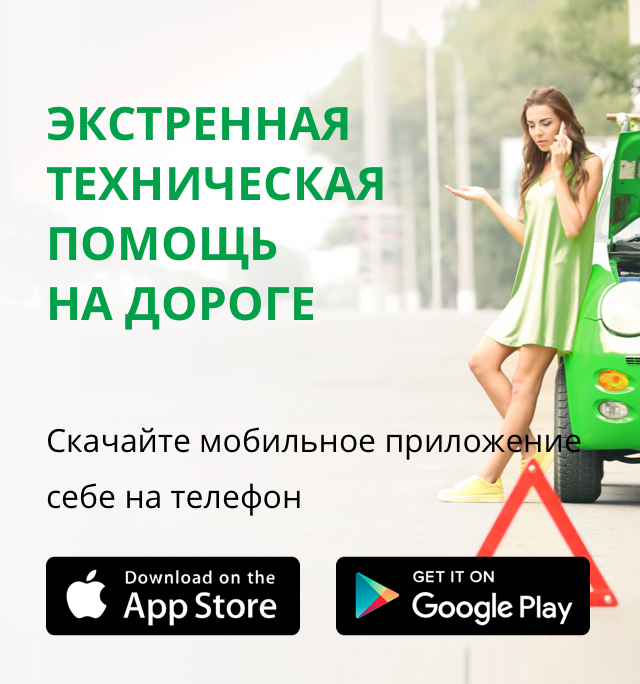 ЭКСТРЕННАЯ
ТЕХНИЧЕСКАЯ
ПОМОЩЬ
НА ДОРОГЕ
Скачайте мобильное приложение
себе на телефон
Download on the
App Store
GET IT ON
Google Play